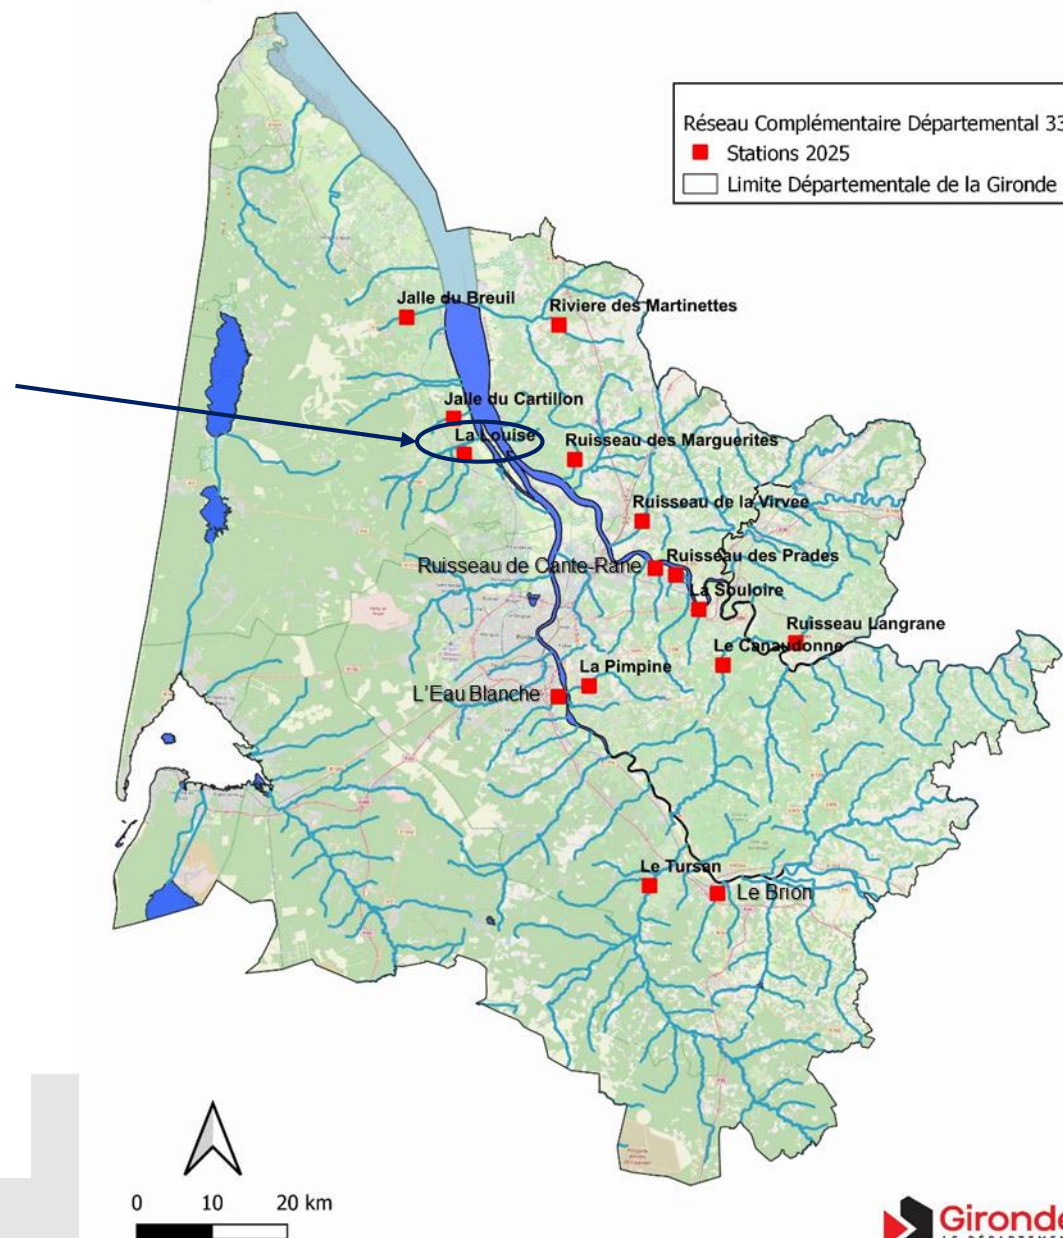 Réseau Complémentaire Départemental 33
Stations 2025
Limite Départementale de la Gironde
Jalle du Breuil
Riviere des Martinettes
Jalle du Cartillon
La Louise
Ruisseau des Marguerites
Ruisseau de la Virvee
Ruisseau de Cante-Rane
Ruisseau des Prades
La Souloire
Ruisseau Langrane
Le Canaudonne
La Pimpine
L'Eau Blanche
Le Tursan
Le Brion
0 10 20 km
Gironde
LE DÉPARTEMENT